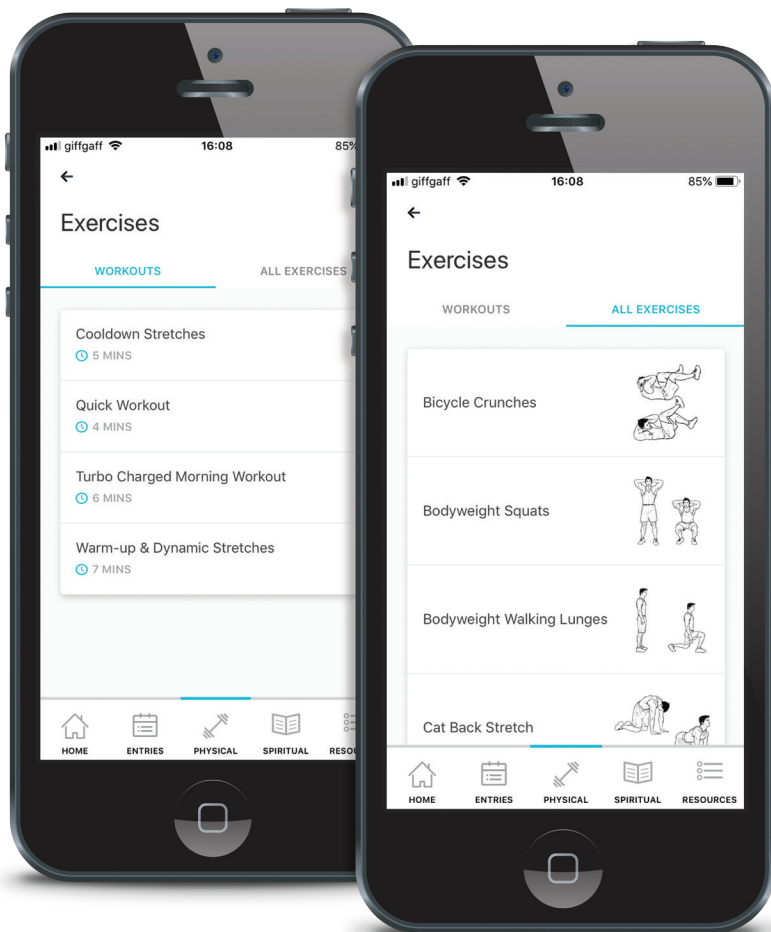 giffgaff
16:08
85%
Exercises
WORKOUTS
ALL EXERCISES
Cooldown Stretches
5 MINS
Quick Workout
4 MINS
Turbo Charged Morning Workout
6 MINS
Warm-up & Dynamic Stretches
7 MINS
HOME
ENTRIES
PHYSICAL
SPIRITUAL
giffgaff
16:08
85%
Exercises
WORKOUTS
ALL EXERCISES
Bicycle Crunches
Bodyweight Squats
Bodyweight Walking Lunges
Cat Back Stretch
HOME
ENTRIES
PHYSICAL
SPIRITUAL
RESOURCES